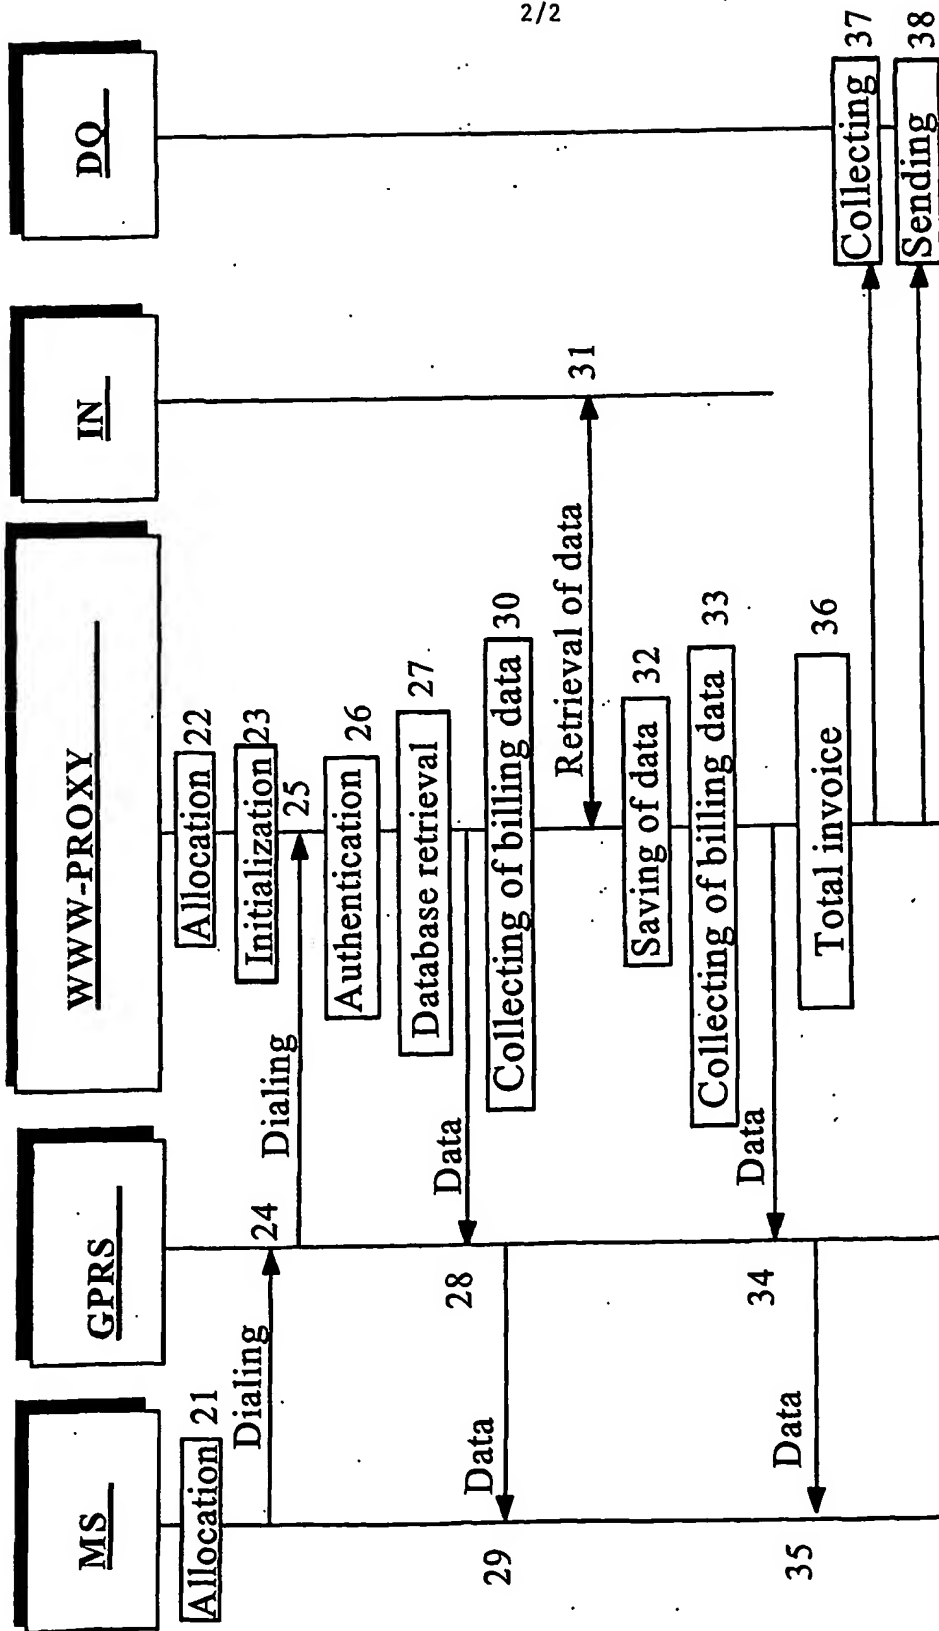 2/2
MS
GPRS
WWW-PROXY
IN
DQ
Allocation 21
Allocation 22
Initialization 23
Dialing
24
Dialing
25
Authentication 26
Database retrieval 27
Data
28
Data
29
Collecting of billing data 30
Retrieval of data
31
Saving of data 32
Collecting of billing data 33
Data
34
Data
35
Total invoice 36
Collecting 37
Sending 38